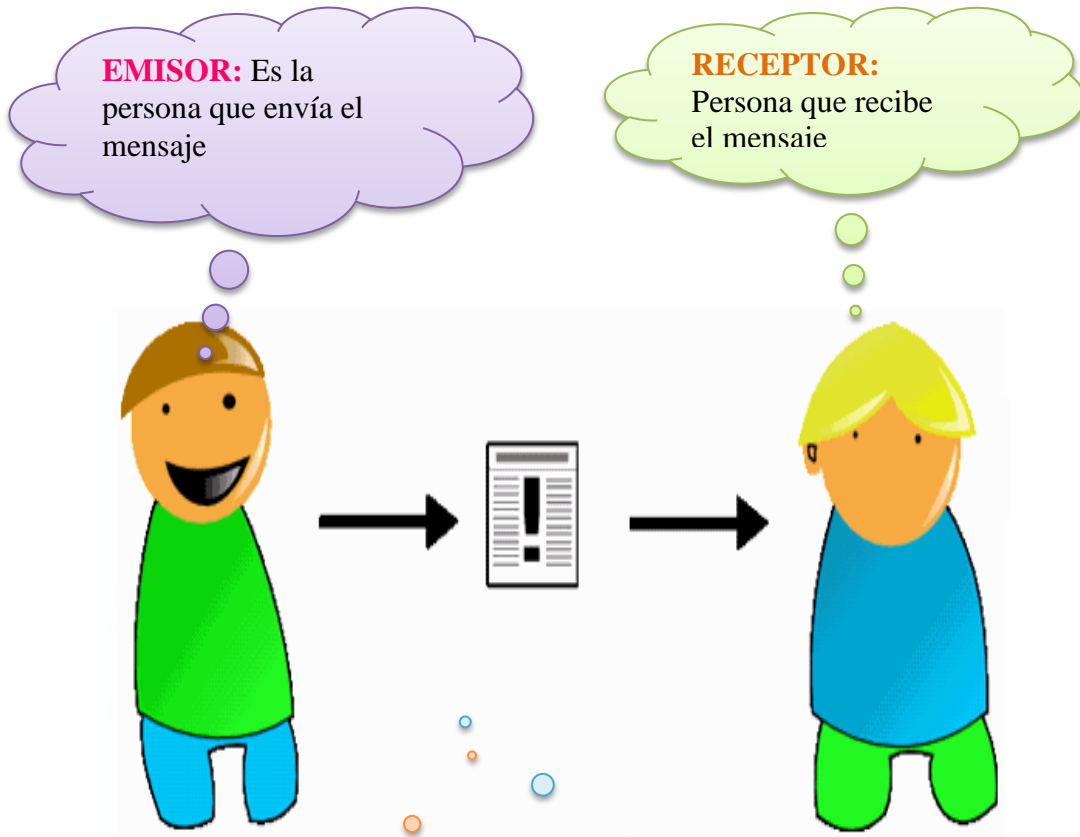 EMISOR: Es la
persona que envía el
mensaje
RECEPTOR:
Persona que recibe
el mensaje